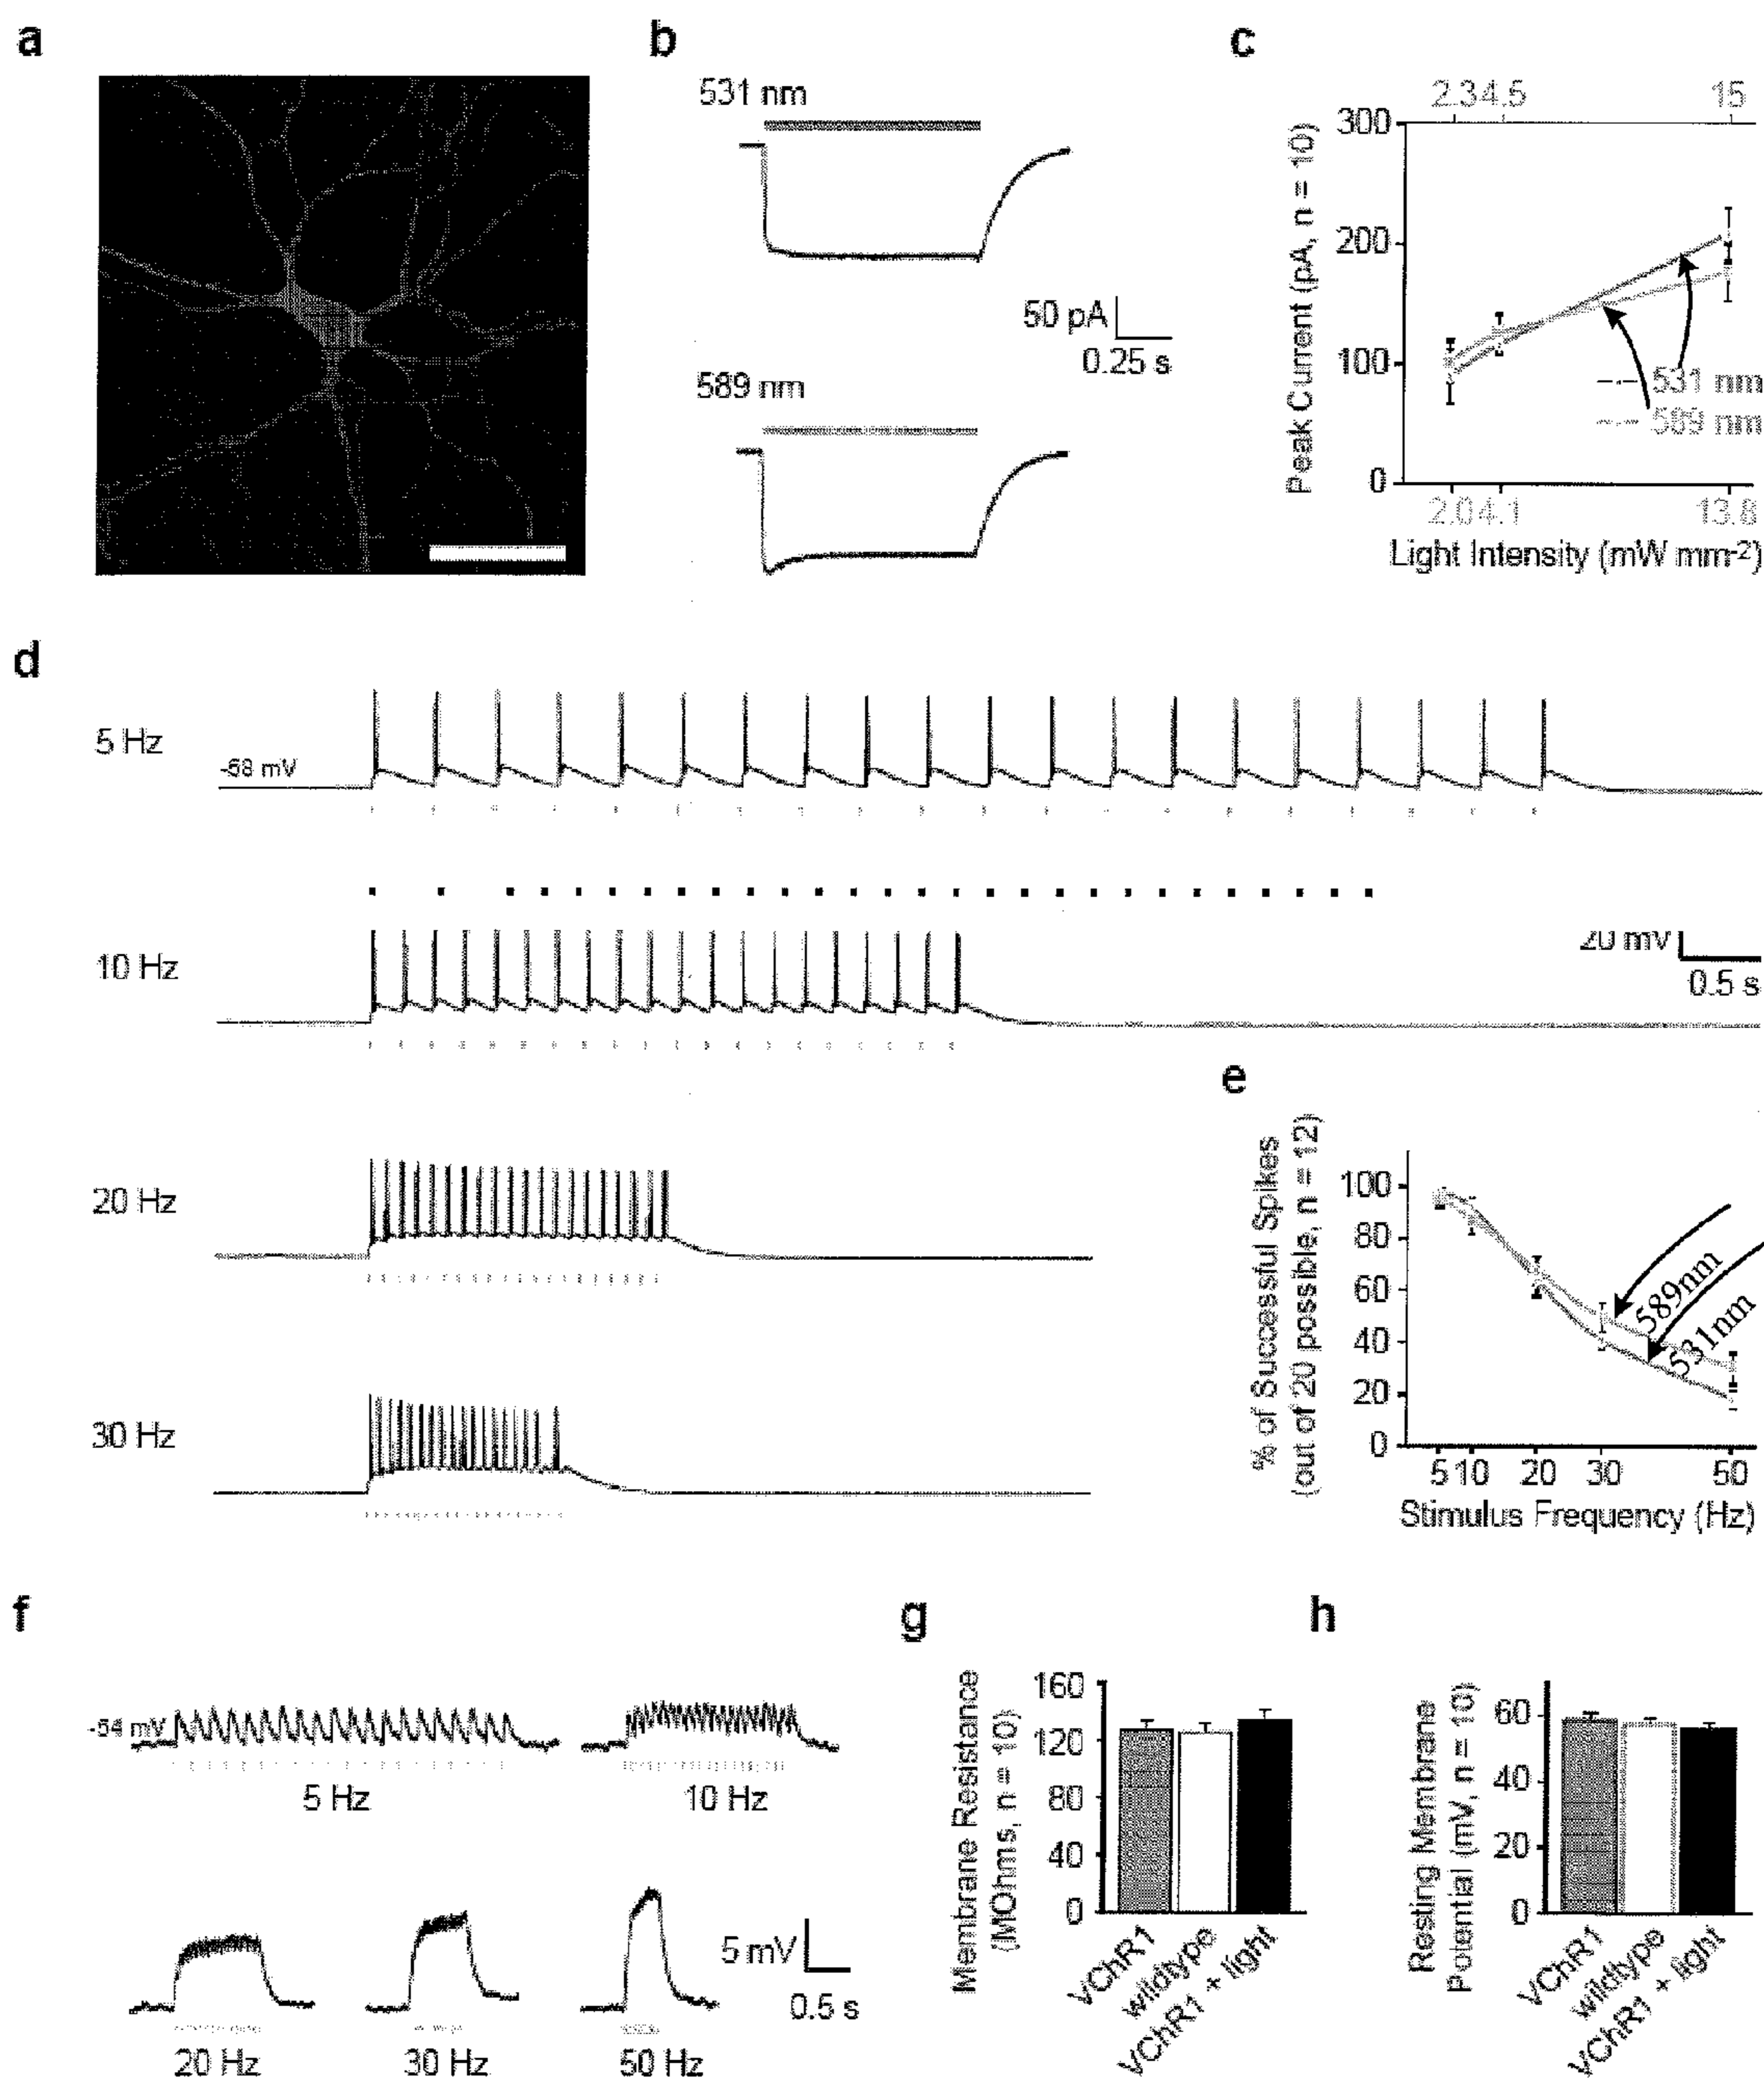 a
b
c
531 nm
50 pA
0.25 s
589 nm
2.3 4.5 15
300
200
100
0
Peak Current (pA, n = 10)
531 nm
589 nm
2.0 4.1 13.8
Light Intensity (mW mm-2)
d
5 Hz
-58 mV
10 Hz
20 mV
0.5 s
20 Hz
30 Hz
e
% of Successful Spikes
(out of 20 possible, n = 12)
100
80
60
40
20
0
589nm
531nm
5 10 20 30 50
Stimulus Frequency (Hz)
f
-54 mV
5 Hz
10 Hz
5 mV
0.5 s
20 Hz
30 Hz
50 Hz
g
Membrane Resistance
(MOhms, n = 10)
160
120
80
40
0
VChR1
wildtype
VChR1 + light
h
Resting Membrane
Potential (mV, n = 10)
60
40
20
0
VChR1
wildtype
VChR1 + light